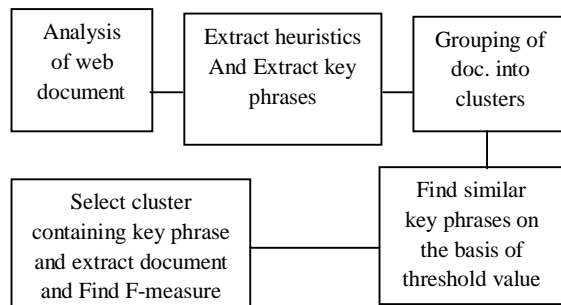 Analysis
of web
document
Extract heuristics
And Extract key
phrases
Grouping of
doc. into
clusters
Find similar
key phrases on
the basis of
threshold value
Select cluster
containing key phrase
and extract document
and Find F-measure